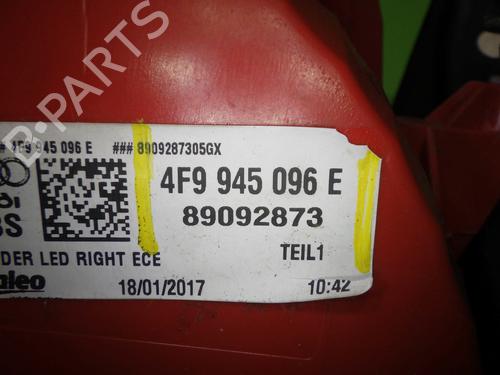 # 4F9 945 096 E ### 8909287305GX
4F9 945 096 E
89092873
DER LED RIGHT ECE TEIL1
18/01/2017 10:42
B-PARTS